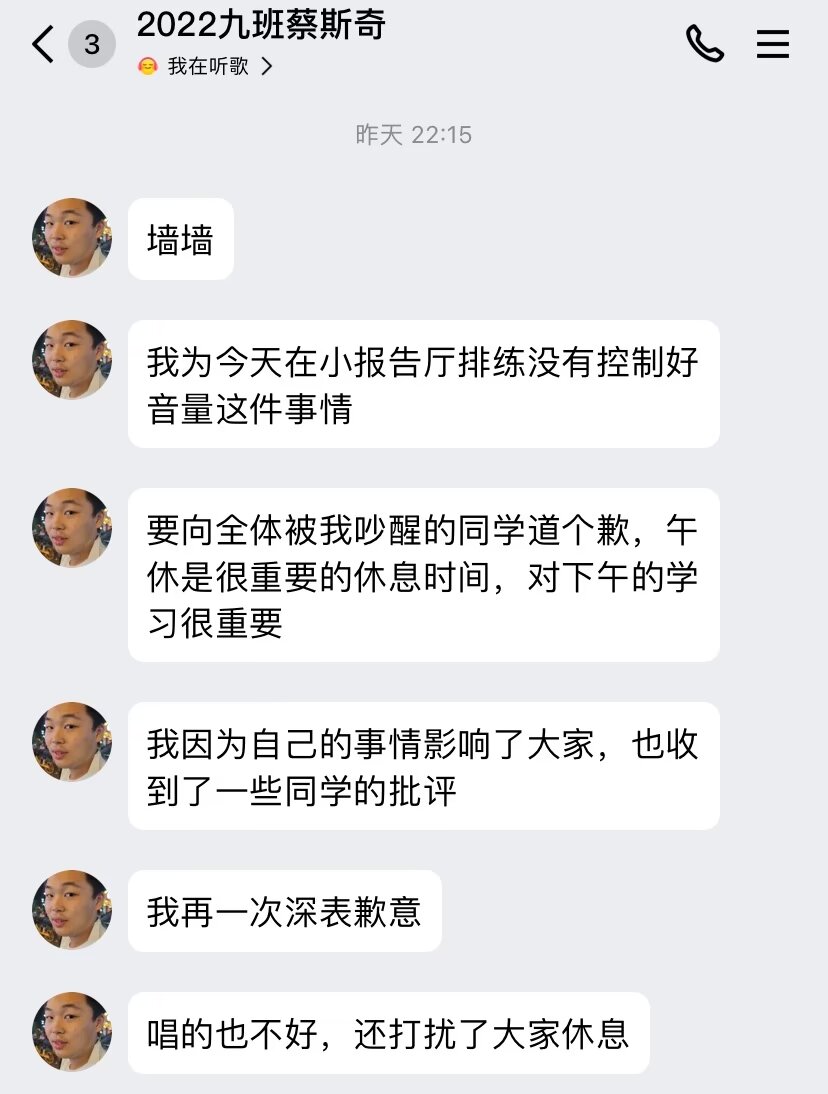 3
2022九班蔡斯奇
我在听歌
昨天 22:15
墙墙
我为今天在小报告厅排练没有控制好
音量这件事情
要向全体被我吵醒的同学道个歉，午
休是很重要的休息时间，对下午的学
习很重要
我因为自己的事情影响了大家，也收
到了一些同学的批评
我再一次深表歉意
唱的也不好，还打扰了大家休息